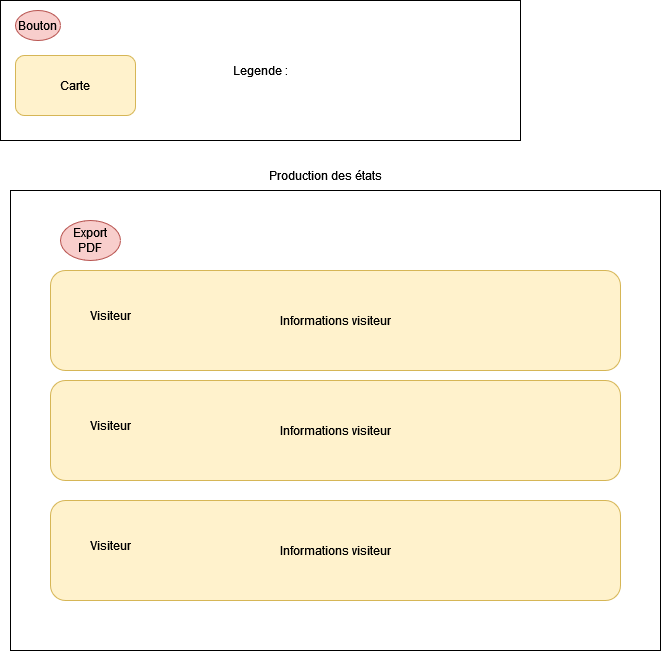 Bouton
Legende :
Carte
Production des états
Export
PDF
Visiteur
Informations visiteur
Visiteur
Informations visiteur
Visiteur
Informations visiteur